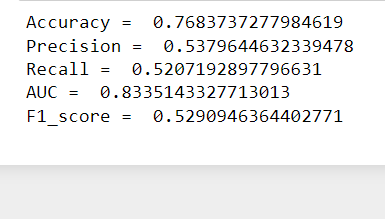 Accuracy =  0.7683737277984619
Precision =  0.5379644632339478
Recall =  0.5207192897796631
AUC =  0.8335143327713013
F1_score =  0.5290946364402771